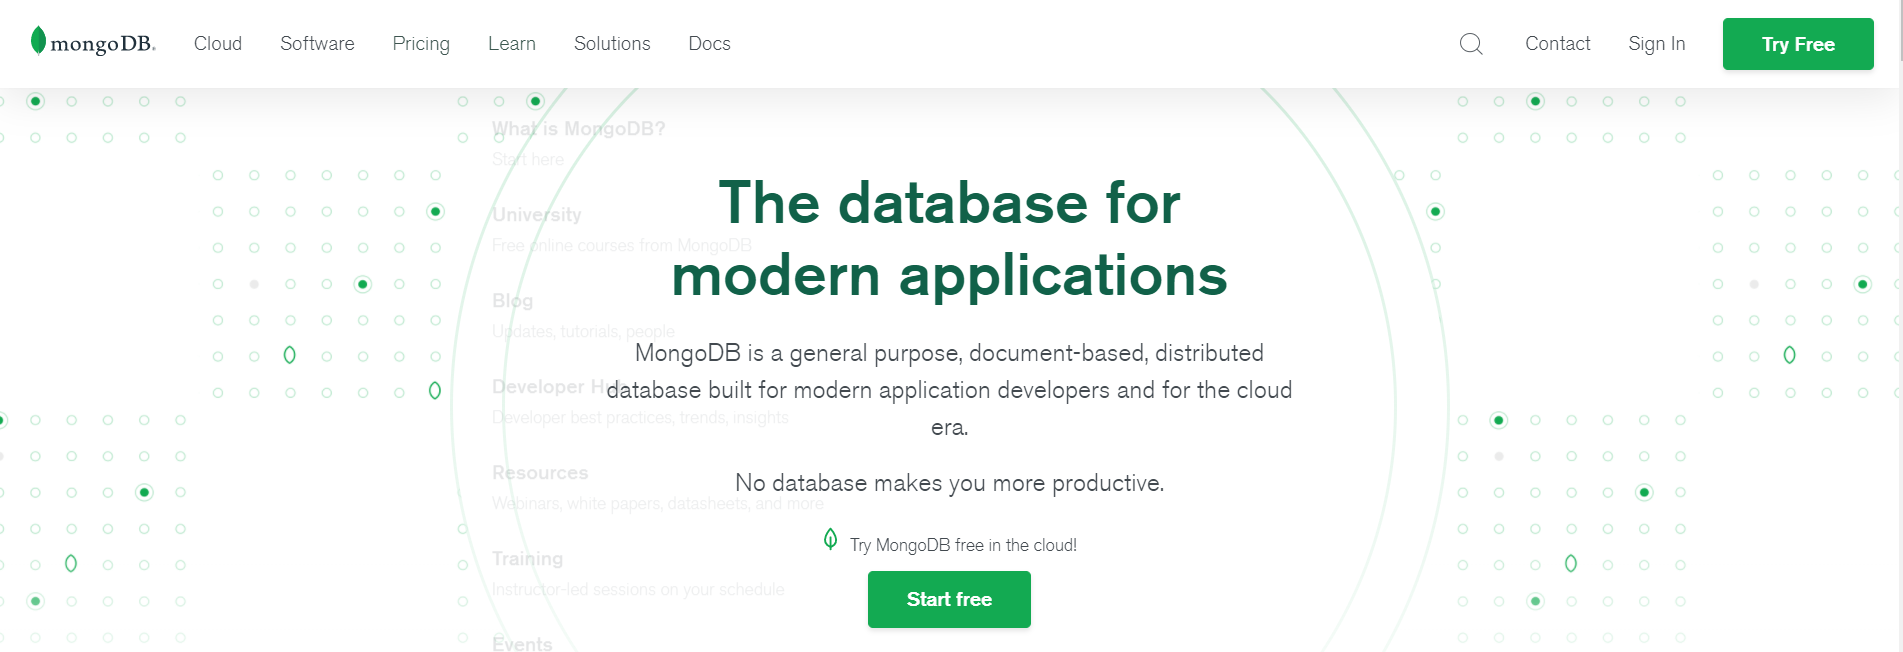 mongoDB®
Cloud
Software
Pricing
Learn
Solutions
Docs
Contact
Sign In
Try Free
What is MongoDB?
Start here
University
Free online courses from MongoDB
Blog
Updates, tutorials, people
Developer Hub
Developer best practices, trends, insights
Resources
Webinars, white papers, datasheets, and more
Training
Instructor-led sessions on your schedule
Events
The database for
modern applications
MongoDB is a general purpose, document-based, distributed
database built for modern application developers and for the cloud
era.
No database makes you more productive.
Try MongoDB free in the cloud!
Start free